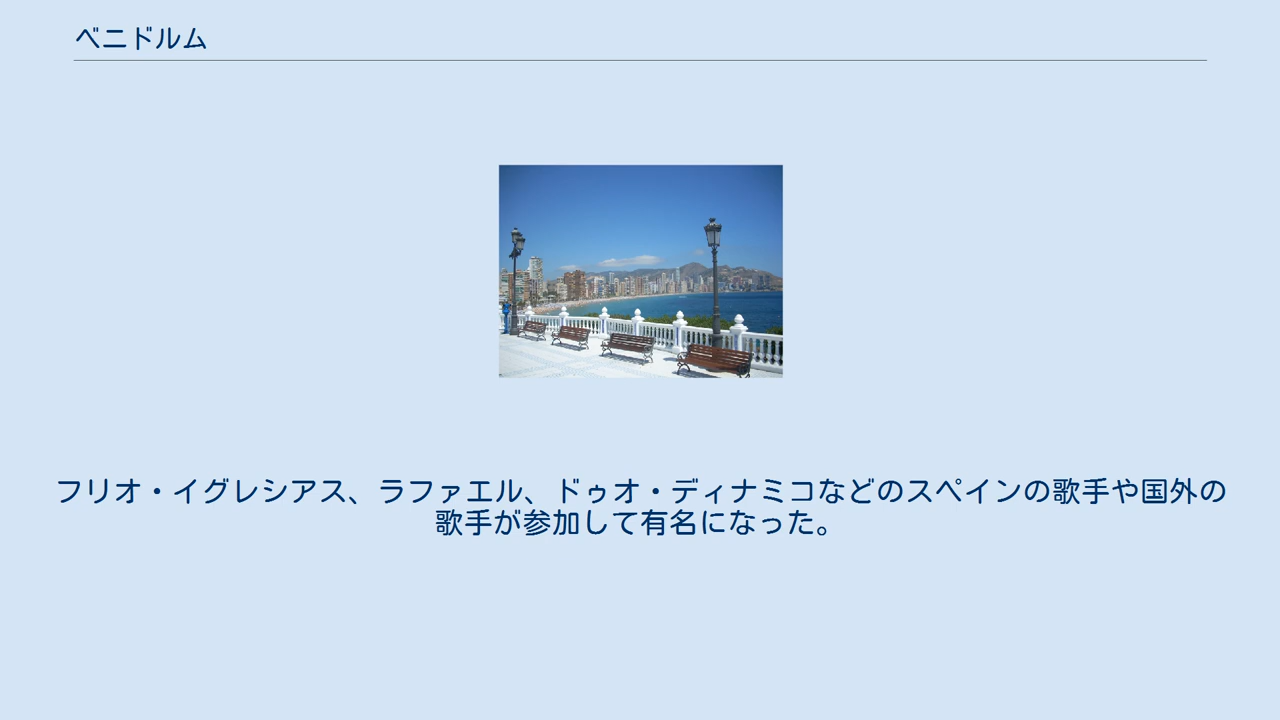 ベニドルム
フリオ・イグレシアス、ラファエル、ドゥオ・ディナミコなどのスペインの歌手や国外の
歌手が参加して有名になった。